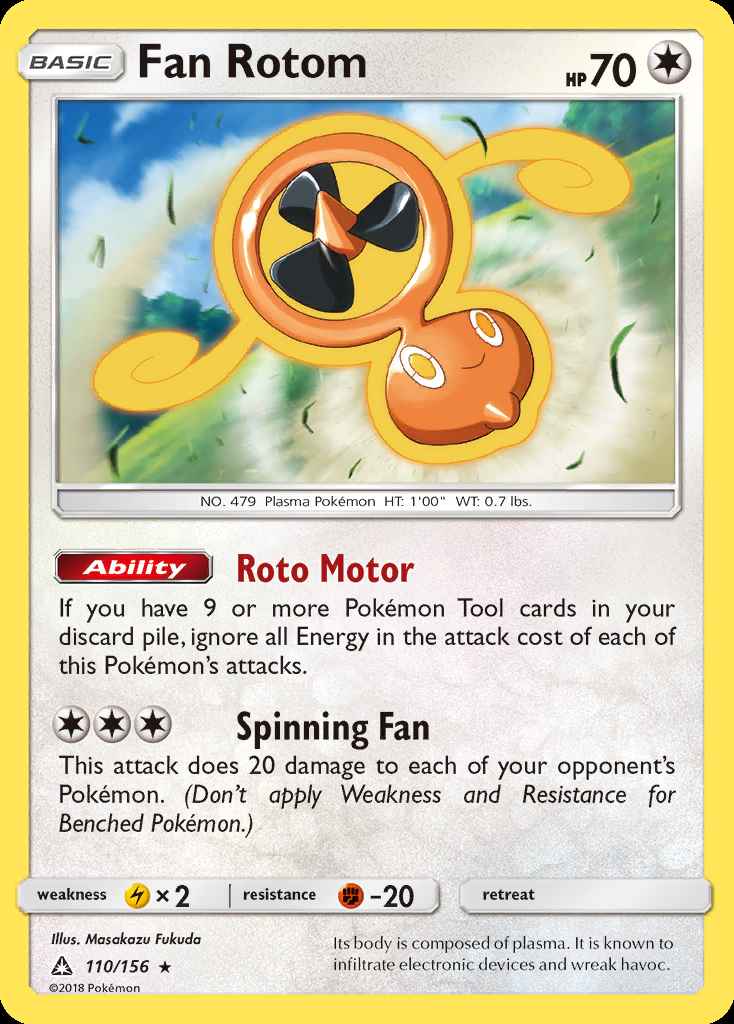 BASIC Fan Rotom HP 70
NO. 479 Plasma Pokémon HT: 1'00" WT: 0.7 lbs.
Ability Roto Motor
If you have 9 or more Pokémon Tool cards in your
discard pile, ignore all Energy in the attack cost of each of
this Pokémon's attacks.
Spinning Fan
This attack does 20 damage to each of your opponent's
Pokémon. (Don't apply Weakness and Resistance for
Benched Pokémon.)
weakness × 2 resistance -20 retreat
Illus. Masakazu Fukuda
110/156 ★
©2018 Pokémon
Its body is composed of plasma. It is known to
infiltrate electronic devices and wreak havoc.